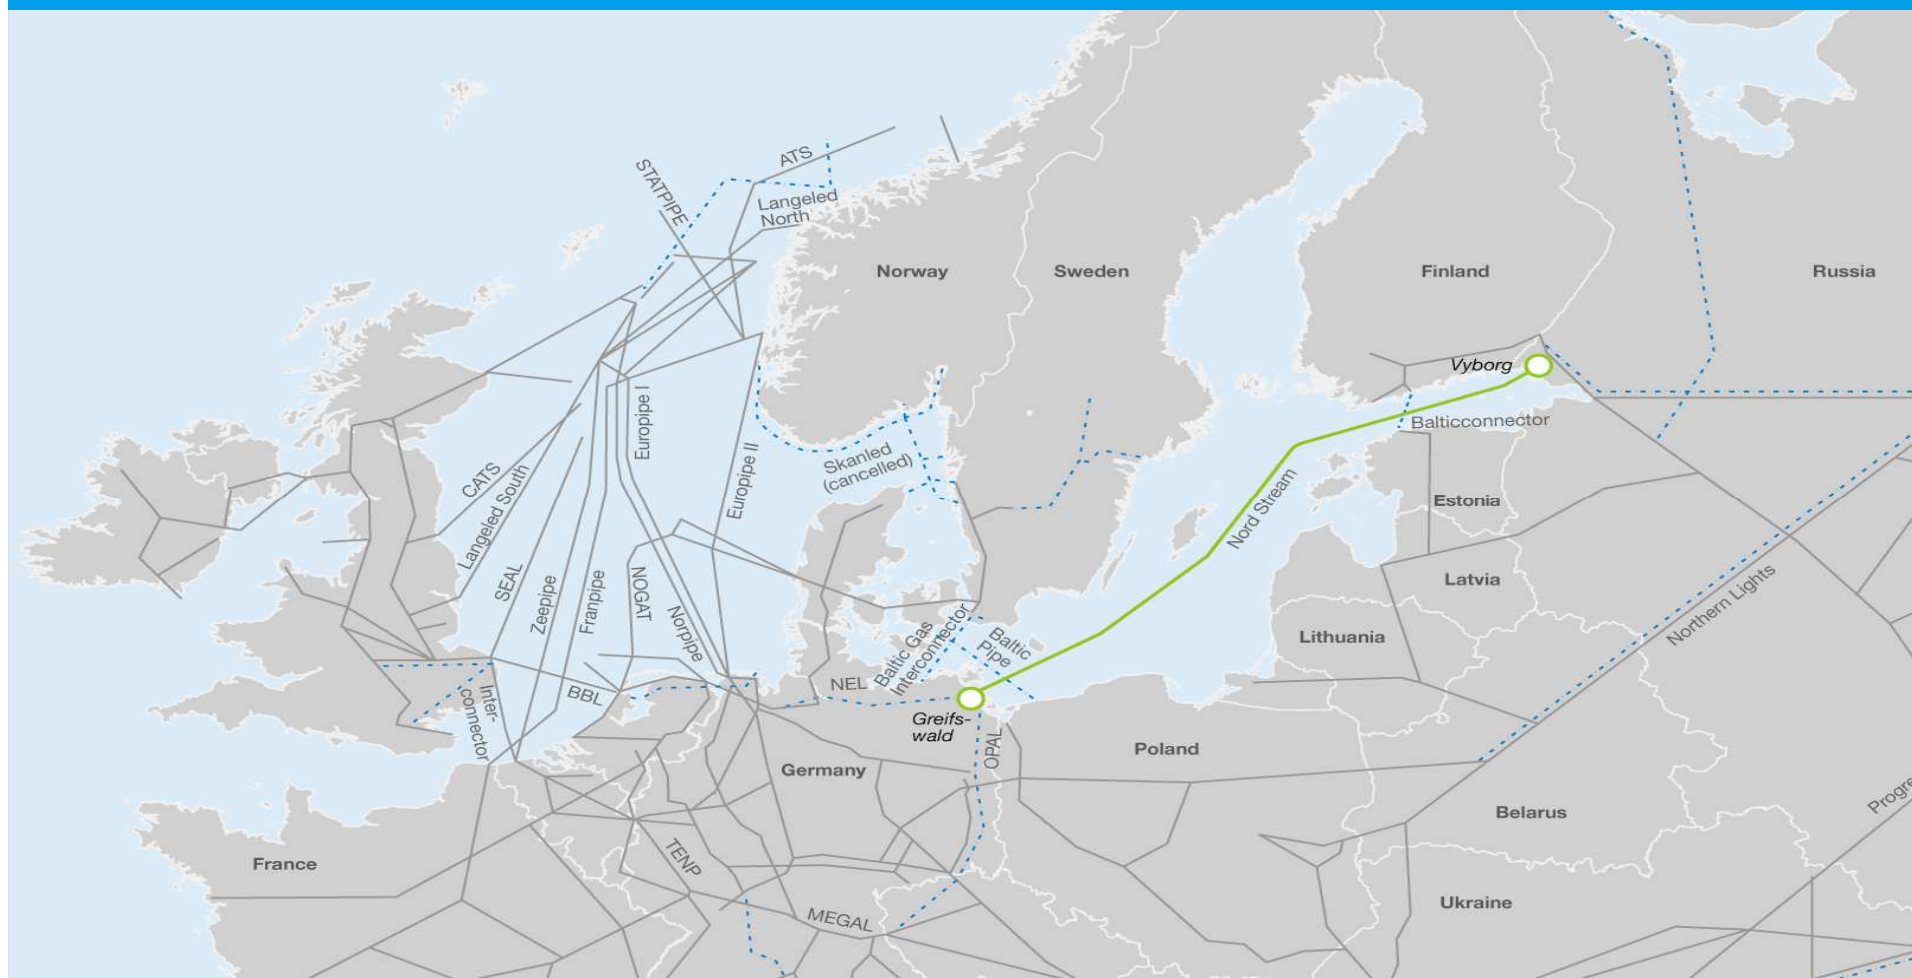 ATS
STATPIPE
Langeled
North
Norway
Sweden
Finland
Russia
Vyborg
Balticconnector
Europipe I
Europipe II
Skanled
(cancelled)
CATS
Langeled South
Nord Stream
Estonia
SEAL
Zeepipe
Franpipe
NOGAT
Norpipe
Latvia
Northern Lights
Lithuania
Baltic Gas
Interconnector
Baltic
Pipe
NEL
BBL
Inter-
connector
Greifs-
wald
OPAL
Poland
Germany
Progre
Belarus
France
TENP
MEGAL
Ukraine